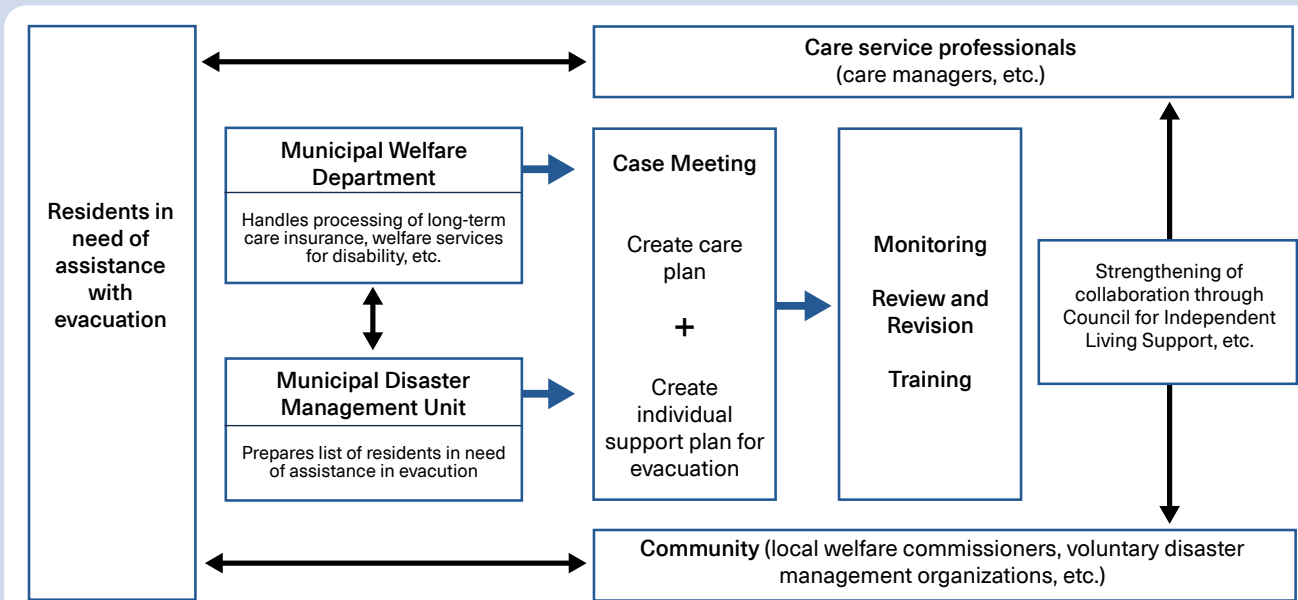 Residents in
need of
assistance
with
evacuation
Care service professionals
(care managers, etc.)
Municipal Welfare
Department
Handles processing of long-term
care insurance, welfare services
for disability, etc.
Municipal Disaster
Management Unit
Prepares list of residents in need
of assistance in evacution
Case Meeting
Create care
plan
+
Create
individual
support plan for
evacuation
Monitoring
Review and
Revision
Training
Strengthening of
collaboration through
Council for Independent
Living Support, etc.
Community (local welfare commissioners, voluntary disaster
management organizations, etc.)